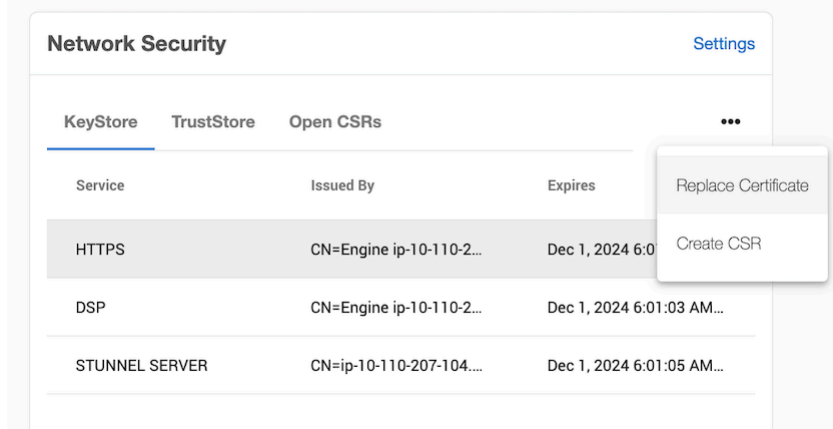 Network Security Settings
KeyStore TrustStore Open CSRs •••
Service Issued By Expires
Replace Certificate
HTTPS CN=Engine ip-10-110-2... Dec 1, 2024 6:0
Create CSR
DSP CN=Engine ip-10-110-2... Dec 1, 2024 6:01:03 AM...
STUNNEL SERVER CN=ip-10-110-207-104.... Dec 1, 2024 6:01:05 AM...